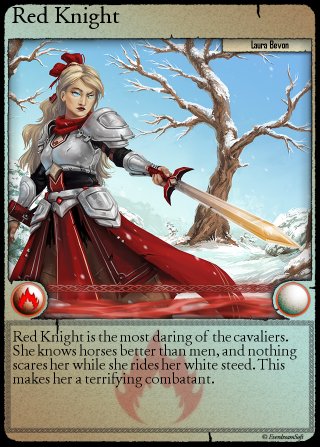 Red Knight
Laura Bevon
Red Knight is the most daring of the cavaliers.
She knows horses better than men, and nothing
scares her while she rides her white steed. This
makes her a terrifying combatant.
© EverdreamSoft